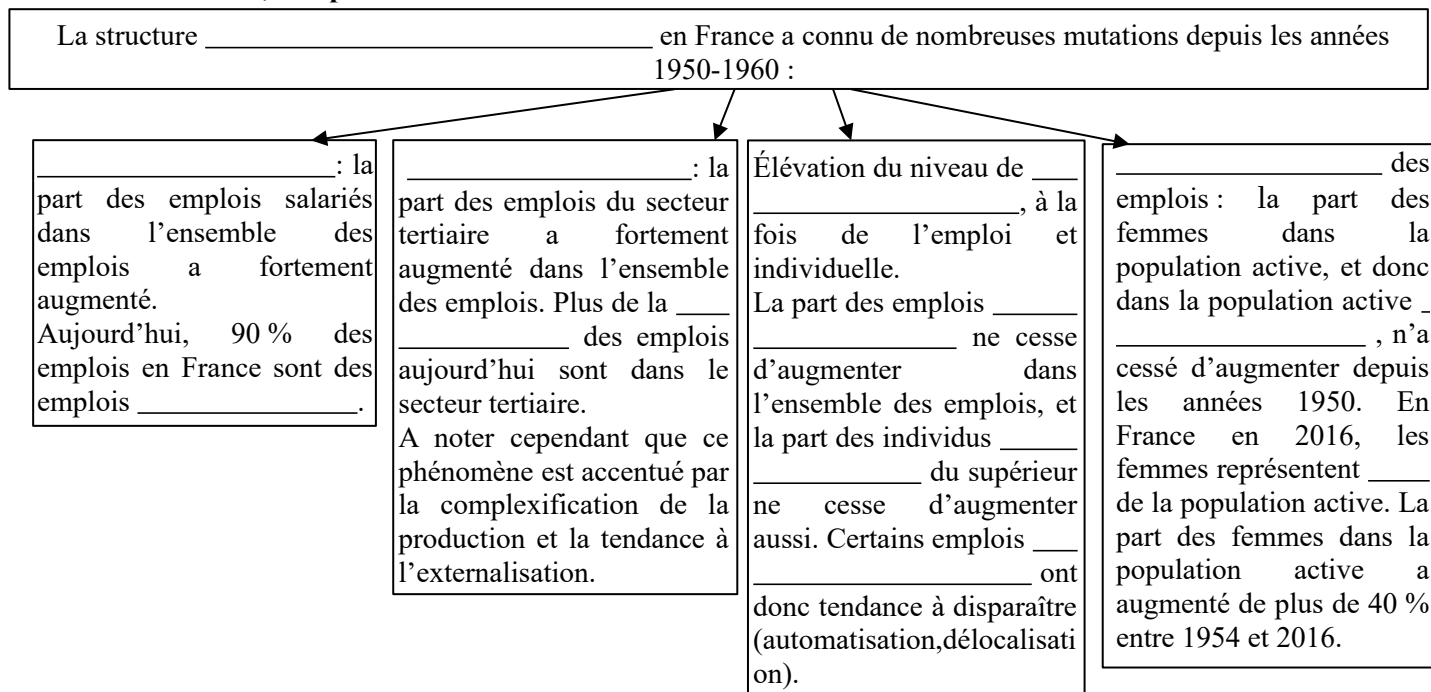 La structure _________________________________ en France a connu de nombreuses mutations depuis les années
1950-1960 :
______________________: la
part des emplois salariés
dans l’ensemble des
emplois a fortement
augmenté.
Aujourd’hui, 90 % des
emplois en France sont des
emplois ________________.
_____________________: la
part des emplois du secteur
tertiaire a fortement
augmenté dans l’ensemble
des emplois. Plus de la ____
____________ des emplois
aujourd’hui sont dans le
secteur tertiaire.
A noter cependant que ce
phénomène est accentué par
la complexification de la
production et la tendance à
l’externalisation.
Élévation du niveau de ___
___________________, à la
fois de l’emploi et
individuelle.
La part des emplois ______
_______________ ne cesse
d’augmenter dans
l’ensemble des emplois, et
la part des individus ______
____________ du supérieur
ne cesse d’augmenter
aussi. Certains emplois ___
____________________ ont
donc tendance à disparaître
(automatisation,délocalisati
on).
___________________ des
emplois : la part des
femmes dans la
population active, et donc
dans la population active _
__________________ , n’a
cessé d’augmenter depuis
les années 1950. En
France en 2016, les
femmes représentent ____
de la population active. La
part des femmes dans la
population active a
augmenté de plus de 40 %
entre 1954 et 2016.